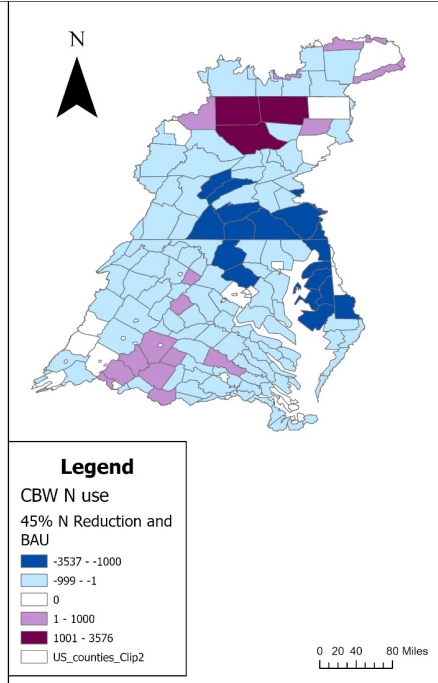 N
Legend
CBW N use
45% N Reduction and
BAU
-3537 - -1000
-999 - -1
0
1 - 1000
1001 - 3576
US_counties_Clip2
0 20 40 80 Miles